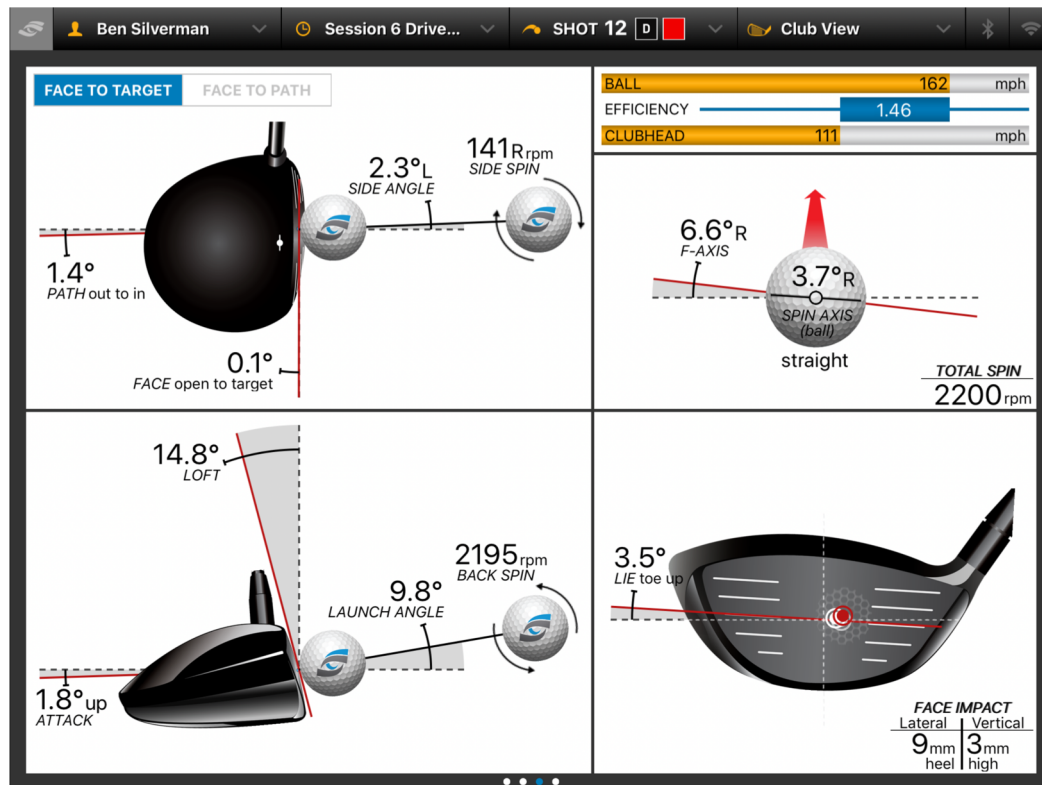 Ben Silverman
Session 6 Drive...
SHOT 12 D
Club View
FACE TO TARGET
FACE TO PATH
2.3°L
SIDE ANGLE
141R rpm
SIDE SPIN
1.4°
PATH out to in
0.1°
FACE open to target
BALL 162 mph
EFFICIENCY 1.46
CLUBHEAD 111 mph
6.6°R
F-AXIS
3.7°R
SPIN AXIS
(ball)
straight
TOTAL SPIN
2200 rpm
14.8°
LOFT
2195 rpm
BACK SPIN
9.8°
LAUNCH ANGLE
1.8° up
ATTACK
3.5°
LIE toe up
FACE IMPACT
Lateral Vertical
9mm 3mm
heel high